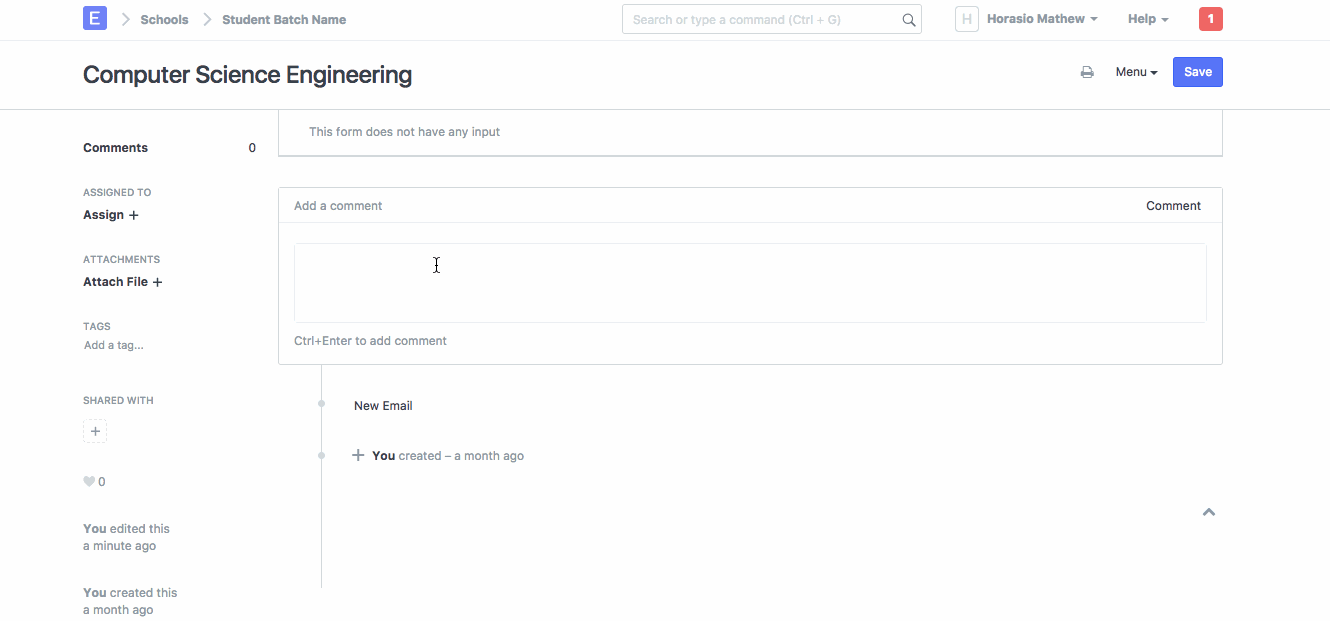 E Schools Student Batch Name Search or type a command (Ctrl + G) H Horasio Mathew Help 1
Computer Science Engineering Menu Save
This form does not have any input
Comments 0
ASSIGNED TO
Assign +
ATTACHMENTS
Attach File +
TAGS
Add a tag...
SHARED WITH
+
0
You edited this
a minute ago
You created this
a month ago
Add a comment Comment
Ctrl+Enter to add comment
New Email
+ You created – a month ago